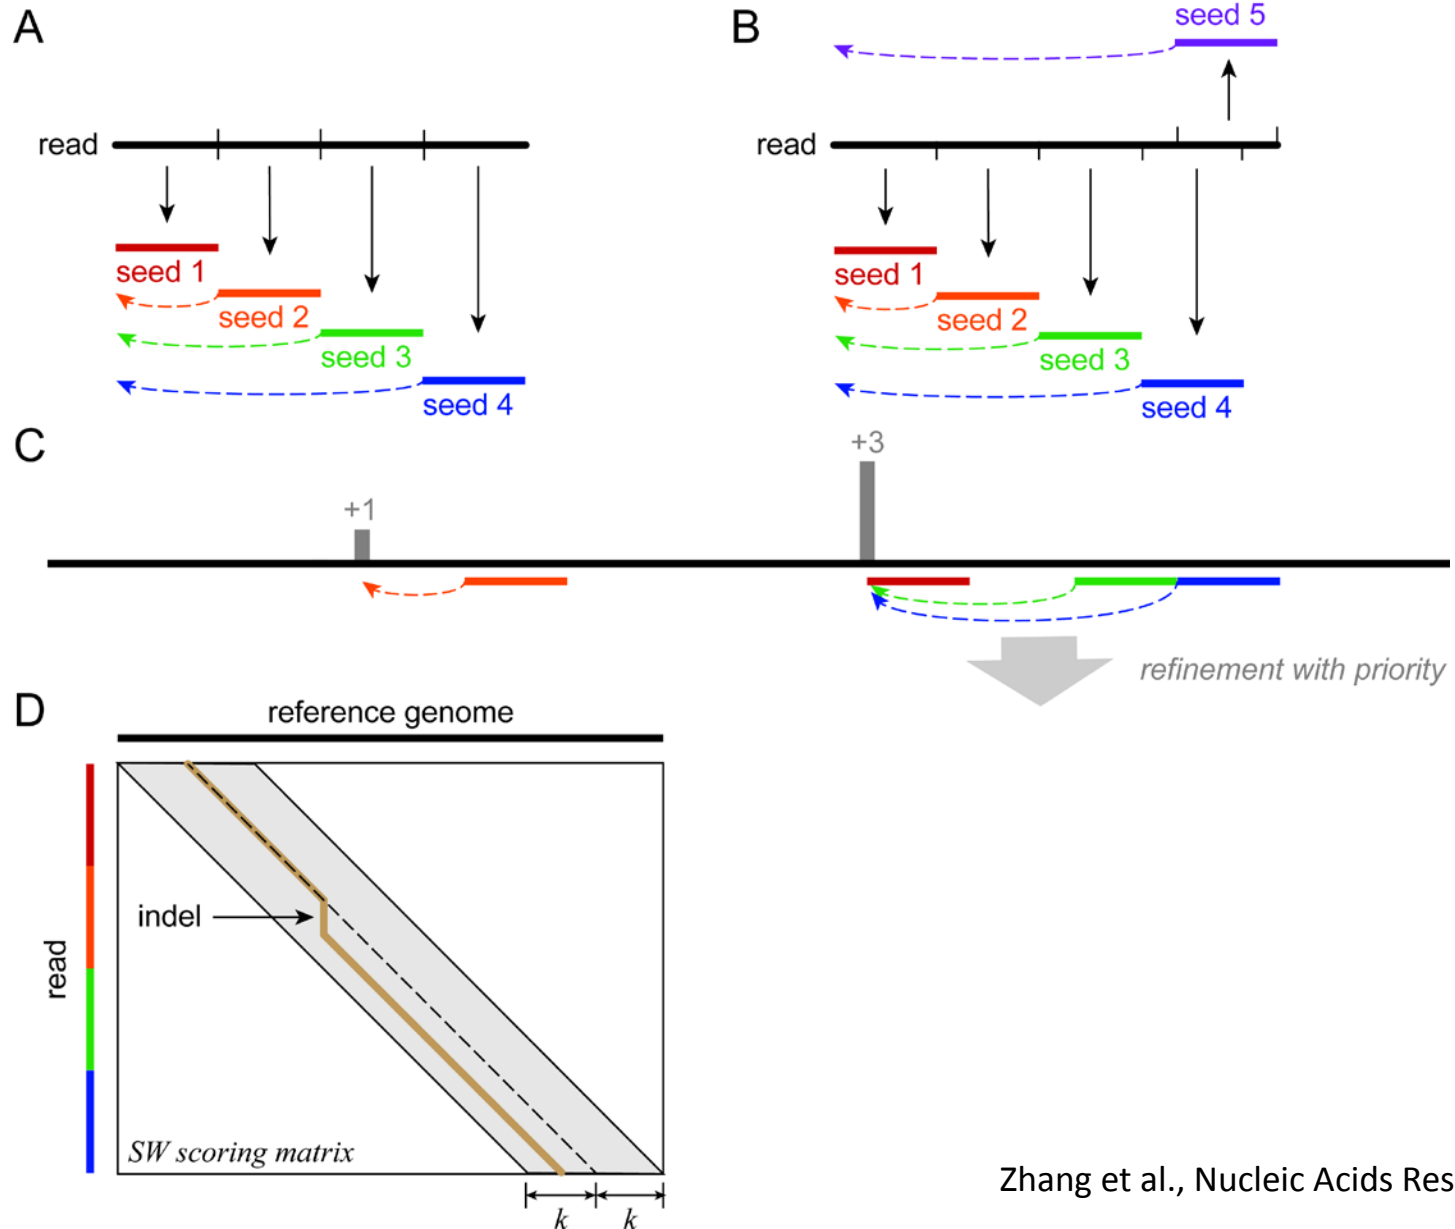 A
read
seed 1
seed 2
seed 3
seed 4
B
seed 5
read
seed 1
seed 2
seed 3
seed 4
C
+1
+3
refinement with priority
D
reference genome
indel
read
SW scoring matrix
k k
Zhang et al., Nucleic Acids Res